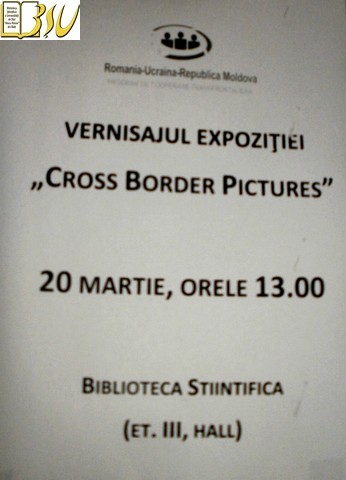 BSU
Romania-Ucraina-Republica Moldova
VERNISAJUL EXPOZIŢIEI
„CROSS BORDER PICTURES”
20 MARTIE, ORELE 13.00
BIBLIOTECA STIINTIFICA
(ET. III, HALL)